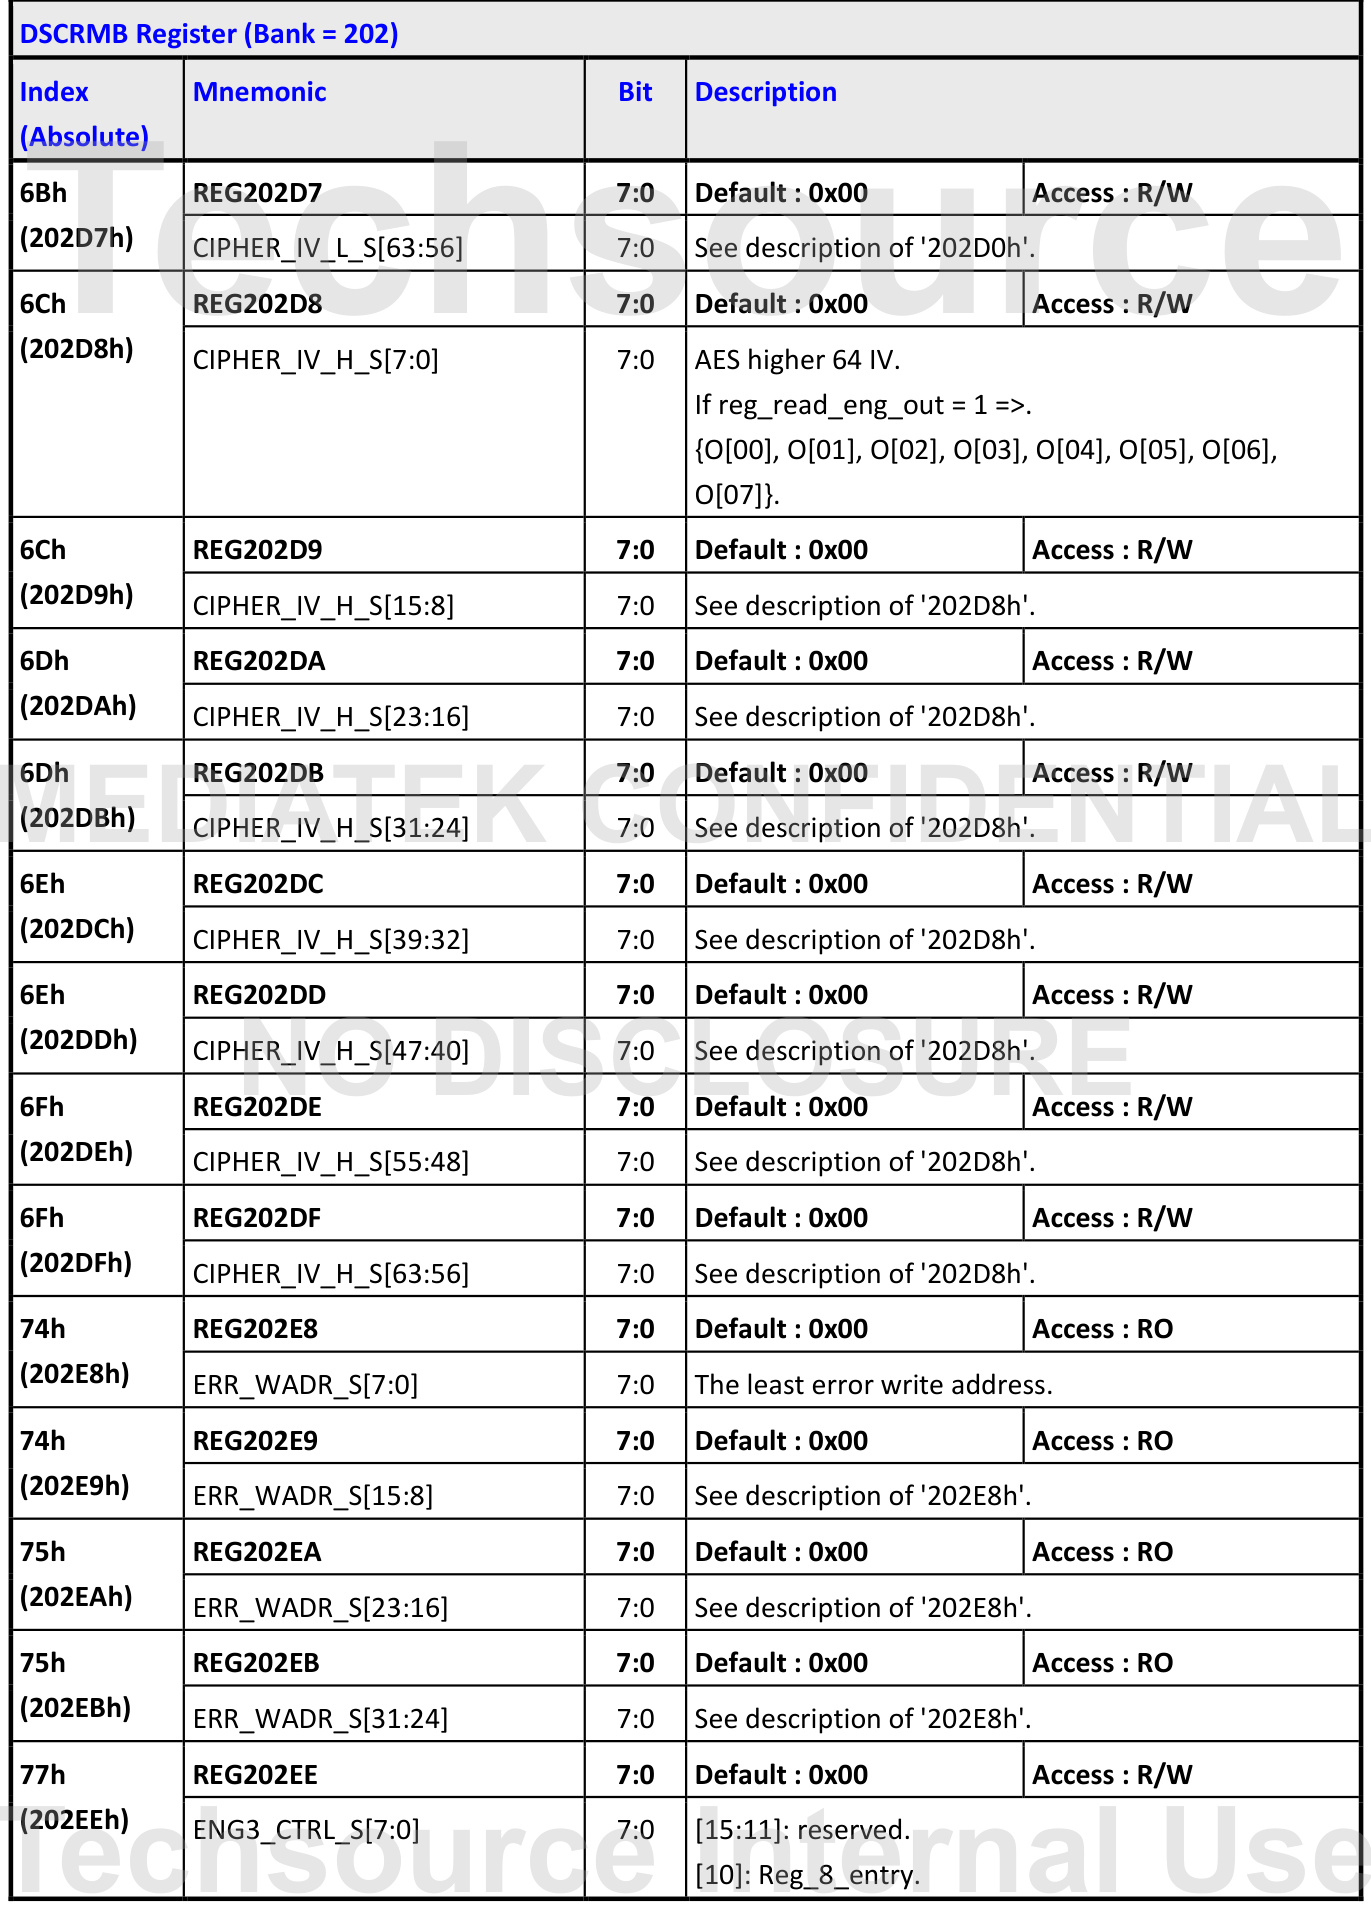 DSCRMB Register (Bank = 202)
Index (Absolute) Mnemonic Bit Description
6Bh (202D7h) REG202D7 7:0 Default : 0x00 Access : R/W
CIPHER_IV_L_S[63:56] 7:0 See description of '202D0h'.
6Ch (202D8h) REG202D8 7:0 Default : 0x00 Access : R/W
CIPHER_IV_H_S[7:0] 7:0 AES higher 64 IV.
If reg_read_eng_out = 1 =>.
{O[00], O[01], O[02], O[03], O[04], O[05], O[06],
O[07]}.
6Ch (202D9h) REG202D9 7:0 Default : 0x00 Access : R/W
CIPHER_IV_H_S[15:8] 7:0 See description of '202D8h'.
6Dh (202DAh) REG202DA 7:0 Default : 0x00 Access : R/W
CIPHER_IV_H_S[23:16] 7:0 See description of '202D8h'.
6Dh (202DBh) REG202DB 7:0 Default : 0x00 Access : R/W
CIPHER_IV_H_S[31:24] 7:0 See description of '202D8h'.
6Eh (202DCh) REG202DC 7:0 Default : 0x00 Access : R/W
CIPHER_IV_H_S[39:32] 7:0 See description of '202D8h'.
6Eh (202DDh) REG202DD 7:0 Default : 0x00 Access : R/W
CIPHER_IV_H_S[47:40] 7:0 See description of '202D8h'.
6Fh (202DEh) REG202DE 7:0 Default : 0x00 Access : R/W
CIPHER_IV_H_S[55:48] 7:0 See description of '202D8h'.
6Fh (202DFh) REG202DF 7:0 Default : 0x00 Access : R/W
CIPHER_IV_H_S[63:56] 7:0 See description of '202D8h'.
74h (202E8h) REG202E8 7:0 Default : 0x00 Access : RO
ERR_WADR_S[7:0] 7:0 The least error write address.
74h (202E9h) REG202E9 7:0 Default : 0x00 Access : RO
ERR_WADR_S[15:8] 7:0 See description of '202E8h'.
75h (202EAh) REG202EA 7:0 Default : 0x00 Access : RO
ERR_WADR_S[23:16] 7:0 See description of '202E8h'.
75h (202EBh) REG202EB 7:0 Default : 0x00 Access : RO
ERR_WADR_S[31:24] 7:0 See description of '202E8h'.
77h (202EEh) REG202EE 7:0 Default : 0x00 Access : R/W
ENG3_CTRL_S[7:0] 7:0 [15:11]: reserved.
[10]: Reg_8_entry.
Techsource
MEDIATEK CONFIDENTIAL
NO DISCLOSURE
Techsource Internal Use